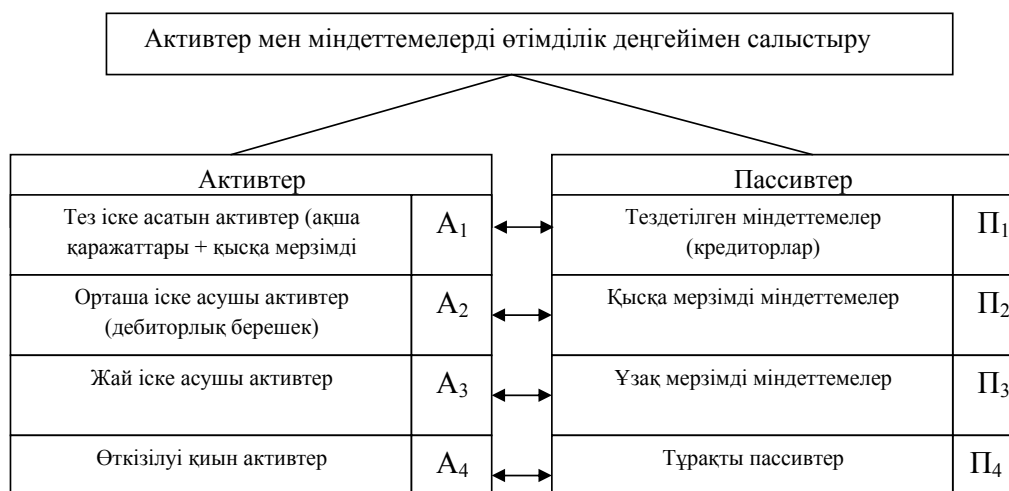 Активтер мен міндеттемелерді өтімділік деңгейімен салыстыру
Активтер
Тез іске асатын активтер (ақша
қаражаттары + қысқа мерзімді
А₁
Орташа іске асушы активтер
(дебиторлық берешек)
А₂
Жай іске асушы активтер
А₃
Өткізілуі қиын активтер
А₄
Пассивтер
Тездетілген міндеттемелер
(кредиторлар)
П₁
Қысқа мерзімді міндеттемелер
П₂
Ұзақ мерзімді міндеттемелер
П₃
Тұрақты пассивтер
П₄